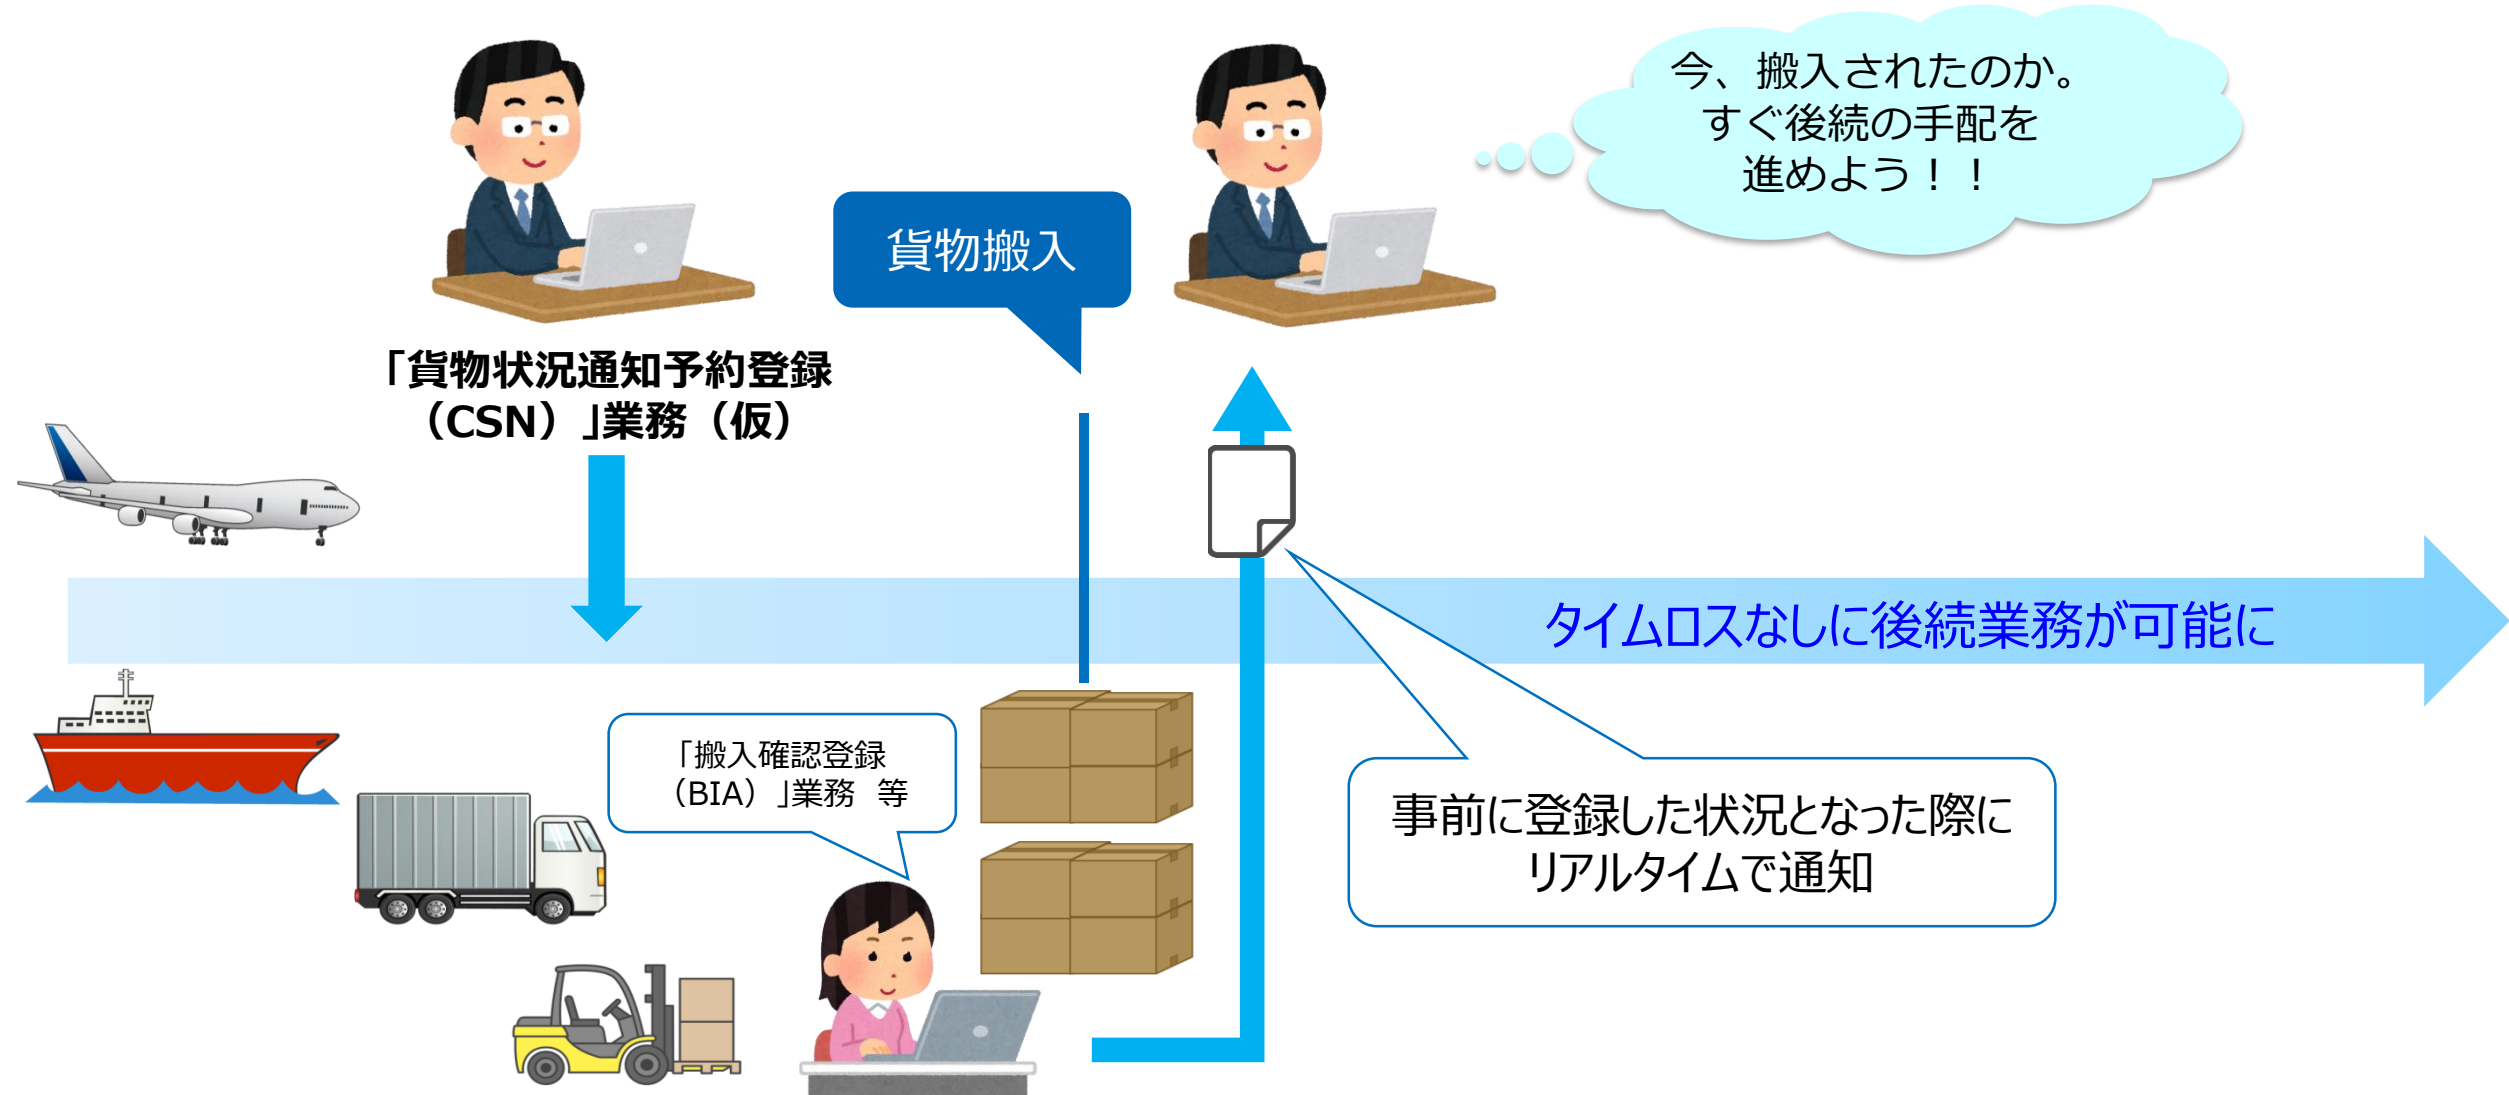 今、搬入されたのか。
すぐ後続の手配を
進めよう！！
貨物搬入
「貨物状況通知予約登録
（CSN）」業務（仮）
タイムロスなしに後続業務が可能に
「搬入確認登録
（BIA）」業務　等
事前に登録した状況となった際に
リアルタイムで通知